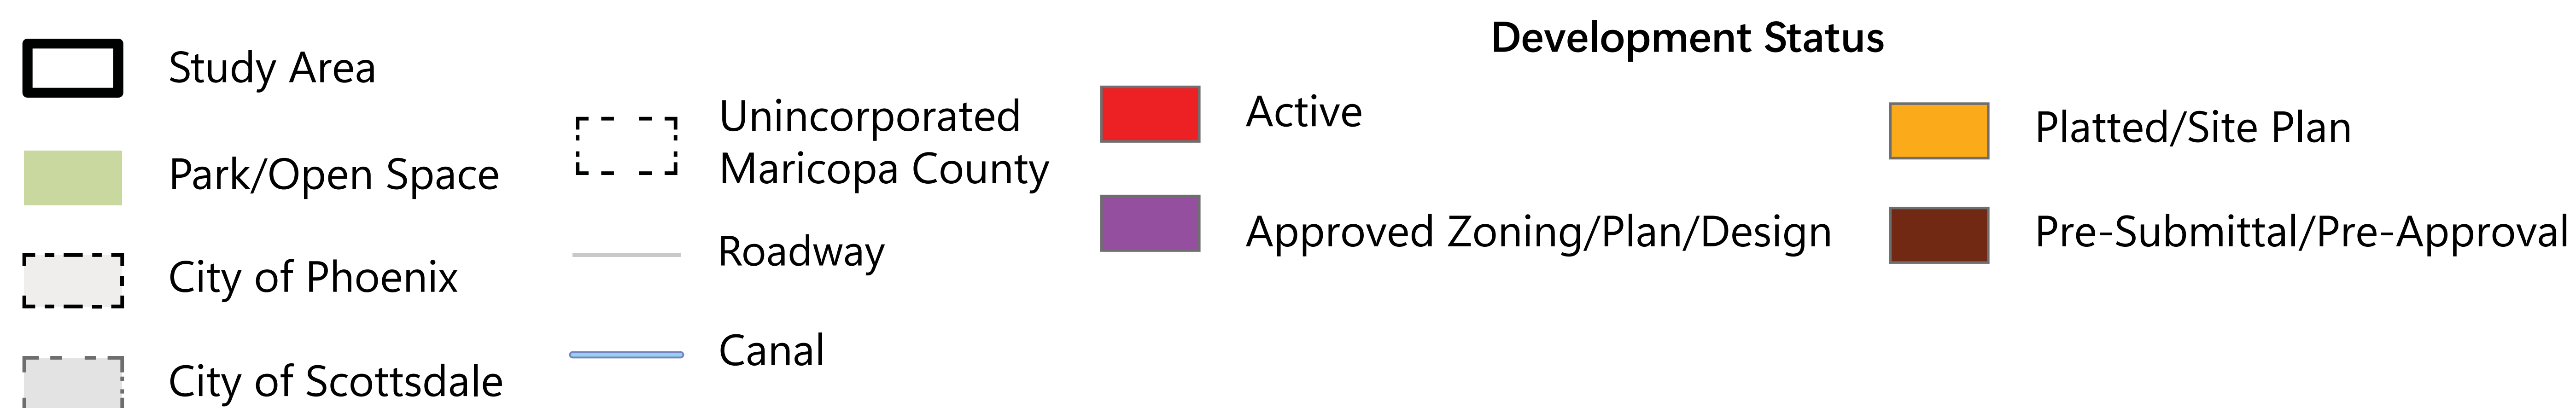 Study Area
Park/Open Space
City of Phoenix
City of Scottsdale
Unincorporated
Maricopa County
Roadway
Canal
Development Status
Active
Approved Zoning/Plan/Design
Platted/Site Plan
Pre-Submittal/Pre-Approval